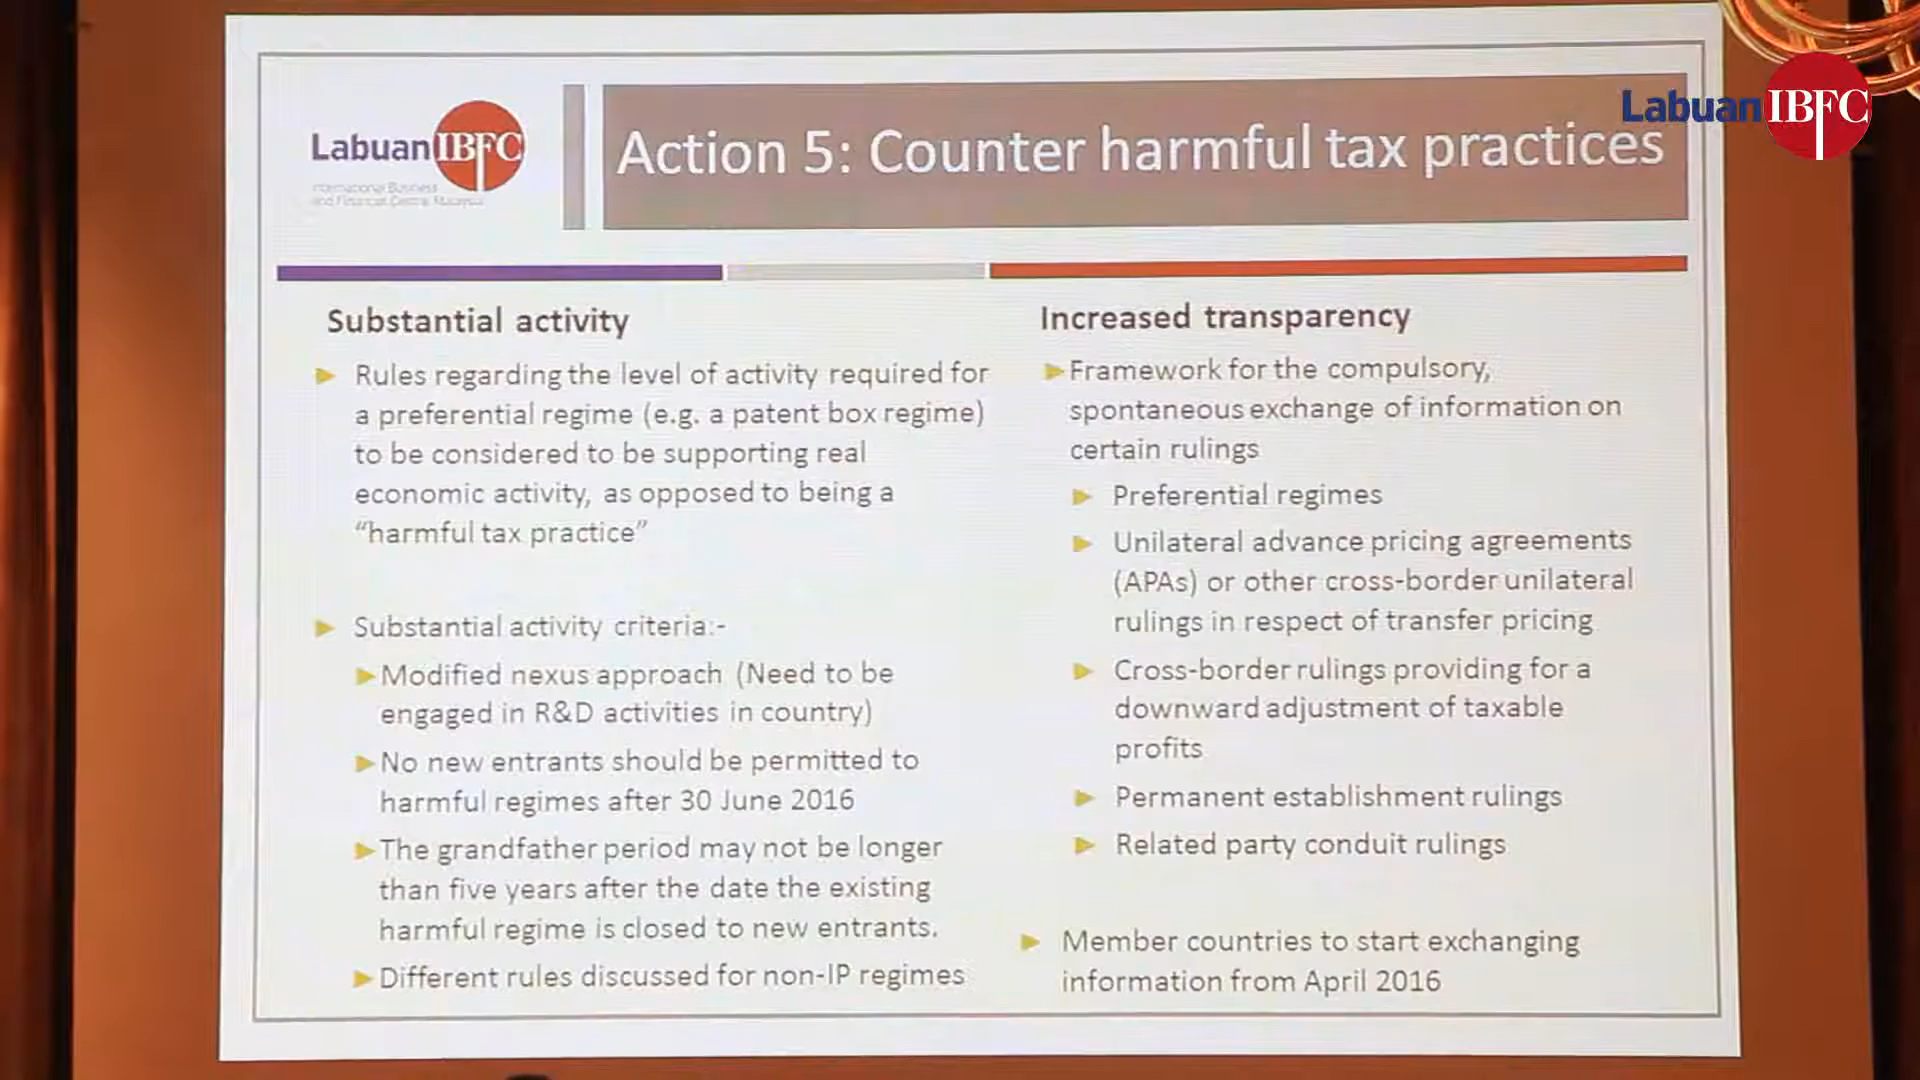 Labuan IBFC
International Business
and Financial Centre, Malaysia
Action 5: Counter harmful tax practices
Labuan IBFC
Substantial activity
Rules regarding the level of activity required for
a preferential regime (e.g. a patent box regime)
to be considered to be supporting real
economic activity, as opposed to being a
“harmful tax practice”
Substantial activity criteria:-
Modified nexus approach (Need to be
engaged in R&D activities in country)
No new entrants should be permitted to
harmful regimes after 30 June 2016
The grandfather period may not be longer
than five years after the date the existing
harmful regime is closed to new entrants.
Different rules discussed for non-IP regimes
Increased transparency
Framework for the compulsory,
spontaneous exchange of information on
certain rulings
Preferential regimes
Unilateral advance pricing agreements
(APAs) or other cross-border unilateral
rulings in respect of transfer pricing
Cross-border rulings providing for a
downward adjustment of taxable
profits
Permanent establishment rulings
Related party conduit rulings
Member countries to start exchanging
information from April 2016